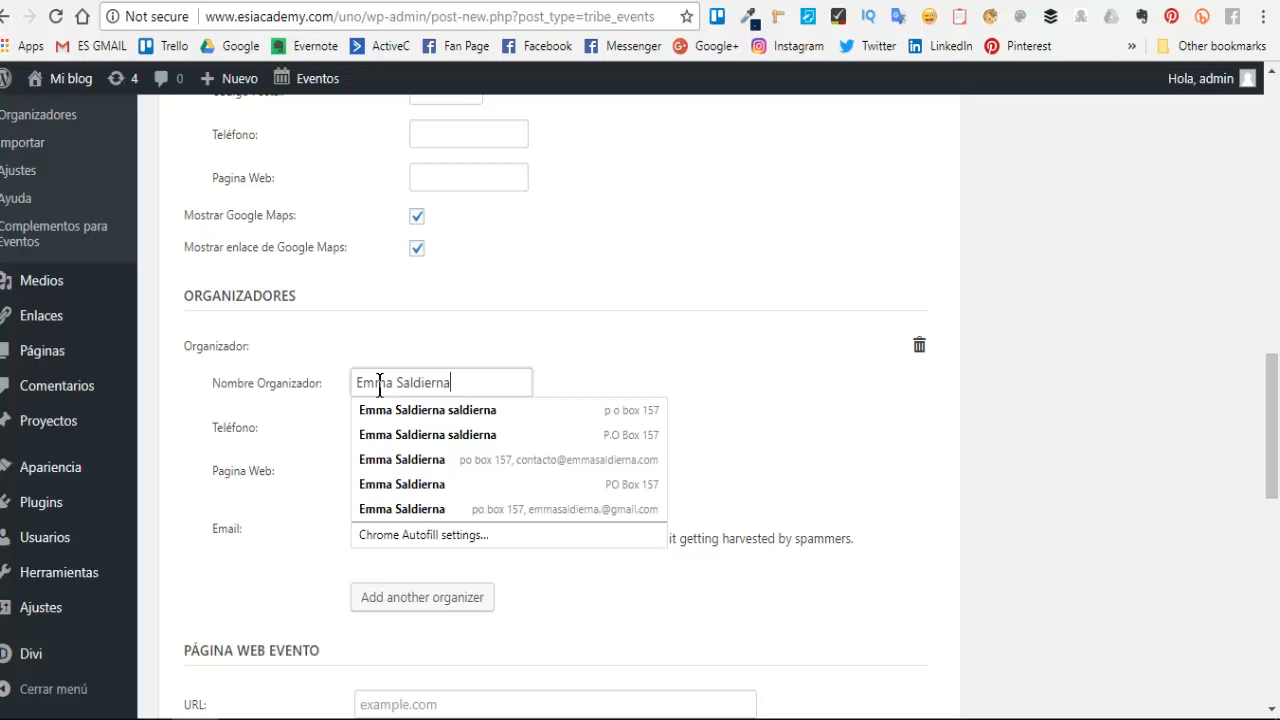 Not secure | www.esiacademy.com/uno/wp-admin/post-new.php?post_type=tribe_events
Apps ES GMAIL Trello Google Evernote ActiveC Fan Page Facebook Messenger Google+ Instagram Twitter LinkedIn Pinterest » Other bookmarks
Mi blog 4 0 Nuevo Eventos Hola, admin
Organizadores
Importar
Ajustes
Ayuda
Complementos para
Eventos
Medios
Enlaces
Páginas
Comentarios
Proyectos
Apariencia
Plugins
Usuarios
Herramientas
Ajustes
Divi
Cerrar menú
Teléfono:
Pagina Web:
Mostrar Google Maps:
Mostrar enlace de Google Maps:
ORGANIZADORES
Organizador:
Nombre Organizador: Emma Saldierna
Emma Saldierna saldierna p o box 157
Teléfono:
Emma Saldierna saldierna P.O Box 157
Emma Saldierna po box 157, contacto@emmasaldierna.com
Pagina Web:
Emma Saldierna PO Box 157
Emma Saldierna po box 157, emmasaldierna.@gmail.com
Email:
Chrome Autofill settings...
it getting harvested by spammers.
Add another organizer
PÁGINA WEB EVENTO
URL: example.com